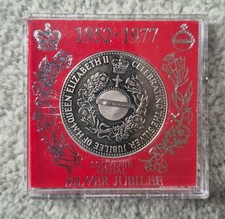 1952 · 1977
CELEBRATING THE SILVER JUBILEE OF H.M. QUEEN ELIZABETH II
SILVER JUBILEE